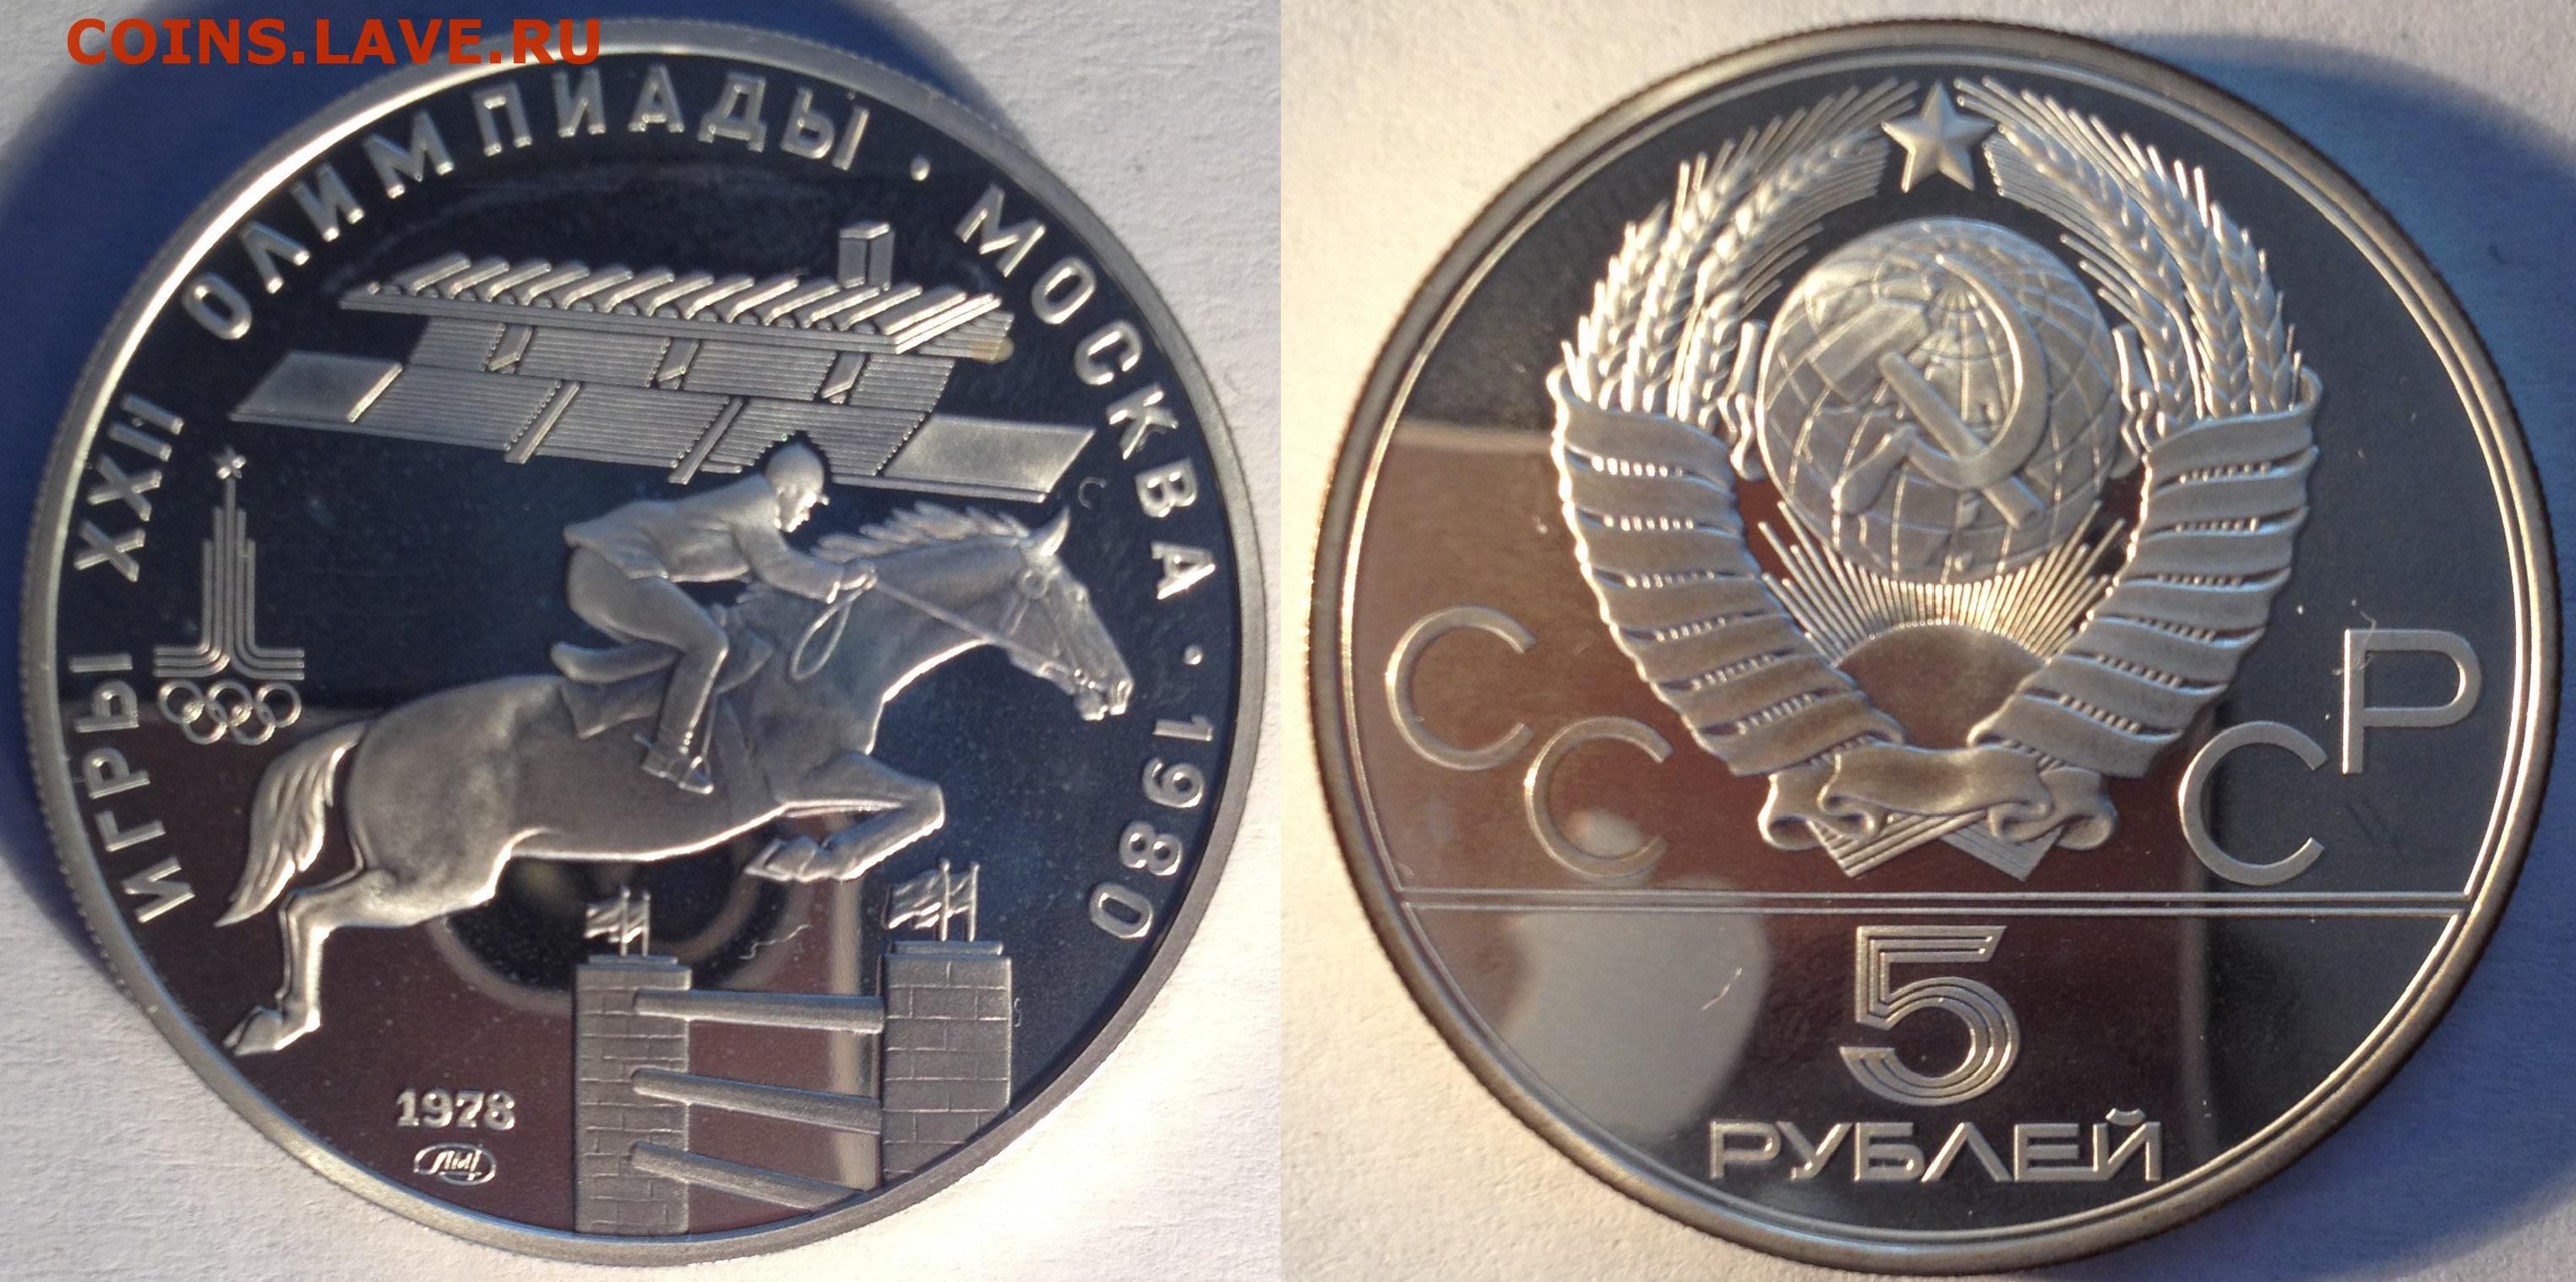 COINS.LAVE.RU
ИГРЫ XXII ОЛИМПИАДЫ · МОСКВА · 1980
1978
ЛМД
СССР
5
РУБЛЕЙ